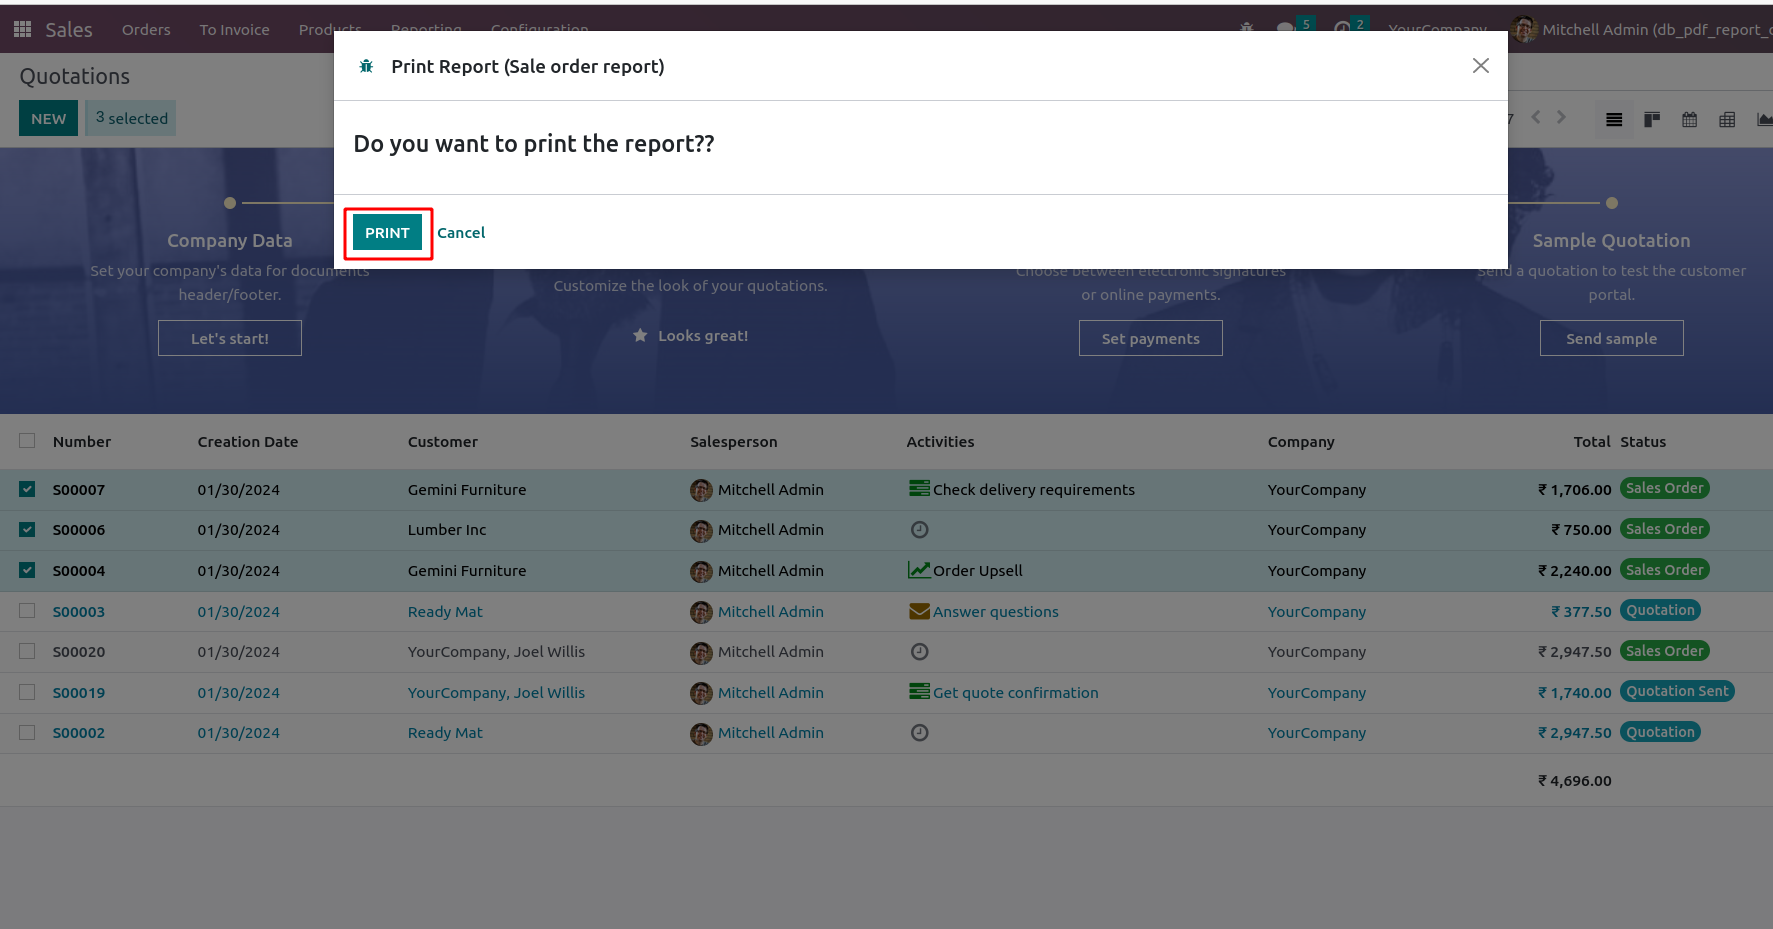 Sales Orders To Invoice Products Reporting Configuration 5 2 YourCompany Mitchell Admin (db_pdf_report_
Print Report (Sale order report)
Quotations
NEW 3 selected
7
Do you want to print the report??
PRINT Cancel
Company Data
Set your company's data for documents
header/footer.
Let's start!
Customize the look of your quotations.
Looks great!
Choose between electronic signatures
or online payments.
Set payments
Sample Quotation
Send a quotation to test the customer
portal.
Send sample
Number Creation Date Customer Salesperson Activities Company Total Status
S00007 01/30/2024 Gemini Furniture Mitchell Admin Check delivery requirements YourCompany ₹ 1,706.00 Sales Order
S00006 01/30/2024 Lumber Inc Mitchell Admin YourCompany ₹ 750.00 Sales Order
S00004 01/30/2024 Gemini Furniture Mitchell Admin Order Upsell YourCompany ₹ 2,240.00 Sales Order
S00003 01/30/2024 Ready Mat Mitchell Admin Answer questions YourCompany ₹ 377.50 Quotation
S00020 01/30/2024 YourCompany, Joel Willis Mitchell Admin YourCompany ₹ 2,947.50 Sales Order
S00019 01/30/2024 YourCompany, Joel Willis Mitchell Admin Get quote confirmation YourCompany ₹ 1,740.00 Quotation Sent
S00002 01/30/2024 Ready Mat Mitchell Admin YourCompany ₹ 2,947.50 Quotation
₹ 4,696.00